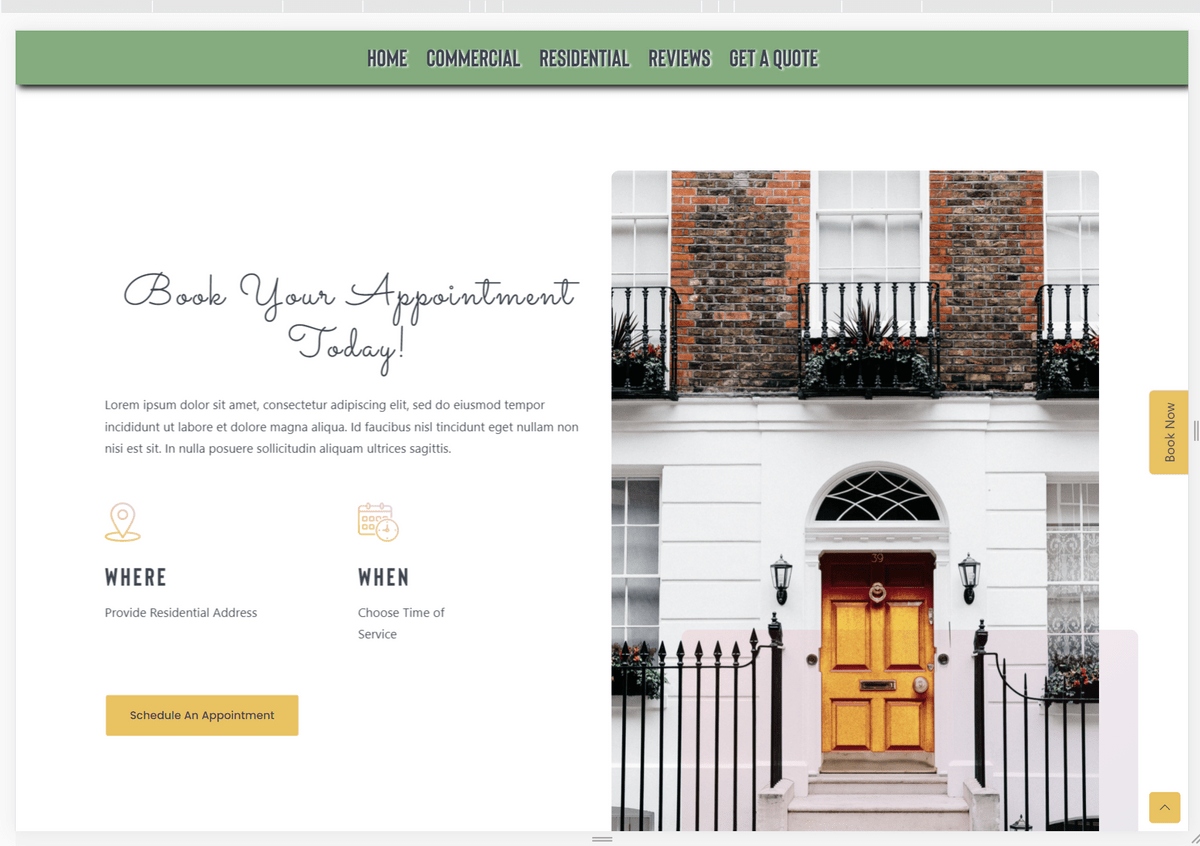 HOME COMMERCIAL RESIDENTIAL REVIEWS GET A QUOTE
Book Your Appointment
Today!
Lorem ipsum dolor sit amet, consectetur adipiscing elit, sed do eiusmod tempor
incididunt ut labore et dolore magna aliqua. Id faucibus nisl tincidunt eget nullam non
nisi est sit. In nulla posuere sollicitudin aliquam ultrices sagittis.
WHERE
Provide Residential Address
WHEN
Choose Time of
Service
Schedule An Appointment
39
Book Now